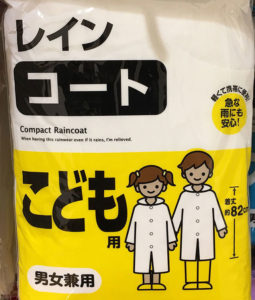 レイン
コート
軽くて携帯に便利!
急な
雨にも
安心!
Compact Raincoat
When having this rainwear even if it rains, I'm relieved.
こども
用
着丈
約82cm
男女兼用